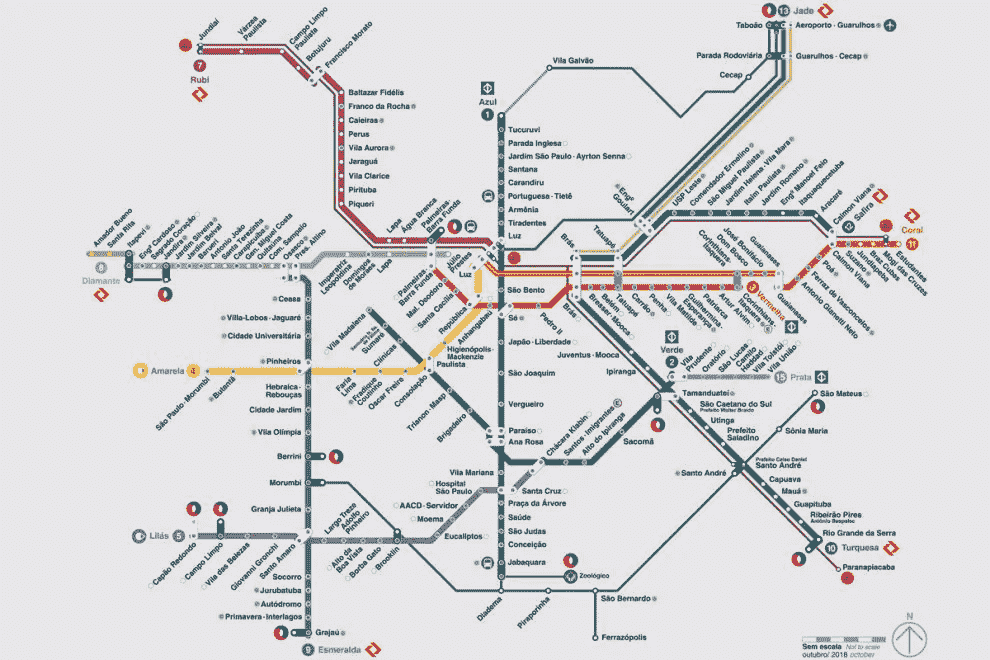 Jundiaí
Várzea
Paulista
Campo Limpo
Paulista
Botujuru
Francisco Morato
7
Rubi
Baltazar Fidélis
Franco da Rocha
Caieiras
Perus
Vila Aurora
Jaraguá
Vila Clarice
Pirituba
Piqueri
Lapa
Água Branca
Palmeiras-
Barra Funda
Azul
1
Tucuruvi
Parada Inglesa
Jardim São Paulo - Ayrton Senna
Santana
Carandiru
Portuguesa - Tietê
Armênia
Tiradentes
Luz
São Bento
Sé
Japão - Liberdade
São Joaquim
Vergueiro
Paraíso
Ana Rosa
Vila Mariana
Santa Cruz
Praça da Árvore
Saúde
São Judas
Conceição
Jabaquara
Zoológico
Vila Galvão
Cecap
13 Jade
Taboão
Aeroporto - Guarulhos
Parada Rodoviária
Guarulhos - Cecap
Engº
Goulart
USP Leste
Comendador Ermelino
São Miguel Paulista
Jardim Helena - Vila Mara
Itaim Paulista
Jardim Romano
Engº Manoel Feio
Itaquaquecetuba
Aracaré
Calmon Viana
Safira
Coral
11
Estudantes
Mogi das Cruzes
Brás Cubas
Jundiapeba
Suzano
Calmon Viana
Poá
Ferraz de Vasconcelos
Antonio Gianetti Neto
Guaianases
Brás
Tatuapé
Corinthians-
Itaquera
Dom Bosco
José Bonifácio
Guaianases
3 Vermelha
Artur Alvim
Patriarca
Guilhermina-
Esperança
Vila Matilde
Penha
Carrão
Tatuapé
Belém
Bresser - Mooca
Brás
Pedro II
Amador Bueno
Santa Rita
Itapevi
Engº Cardoso
Sagrado Coração
Jandira
Jardim Silveira
Jardim Belval
Barueri
Antonio João
Santa Terezinha
Carapicuíba
Gen. Miguel Costa
Quitaúna
Com. Sampaio
Osasco
Pres. Altino
Imperatriz
Leopoldina
Domingos
de Moraes
Lapa
Palmeiras-
Barra Funda
Júlio
Prestes
8
Diamante
Luz
Mal. Deodoro
Santa Cecília
República
Anhangabaú
Higienópolis-
Mackenzie
Paulista
Ceasa
Villa-Lobos - Jaguaré
Cidade Universitária
Pinheiros
Hebraica-
Rebouças
Cidade Jardim
Vila Olímpia
Berrini
Morumbi
Granja Julieta
Santo Amaro
Socorro
Jurubatuba
Autódromo
Primavera - Interlagos
Grajaú
9 Esmeralda
Amarela 4
São Paulo - Morumbi
Butantã
Faria
Lima
Fradique
Coutinho
Oscar Freire
Vila Madalena
Sumaré
Clínicas
Consolação
Trianon - Masp
Brigadeiro
Chácara Klabin
Santos - Imigrantes
Alto do Ipiranga
Sacomã
Verde
2
Vila
Prudente
Oratório
São Lucas
Camilo
Haddad
Vila Tolstói
Vila União
15 Prata
Juventus - Mooca
Ipiranga
Tamanduateí
São Caetano do Sul
Prefeito Walter Braido
Utinga
Prefeito
Saladino
Prefeito Celso Daniel
Santo André
Capuava
Mauá
Guapituba
Ribeirão Pires
Antônio Bespalec
Rio Grande da Serra
10 Turquesa
Paranapiacaba
São Mateus
Sônia Maria
Santo André
Lilás 5
Capão Redondo
Campo Limpo
Vila das Belezas
Giovanni Gronchi
Largo Treze
Adolfo
Pinheiro
Alto da
Boa Vista
Borba Gato
Brooklin
Eucaliptos
Moema
AACD - Servidor
Hospital
São Paulo
Diadema
Piraporinha
São Bernardo
Ferrazópolis
N
Sem escala Not to scale
outubro/ 2018 october